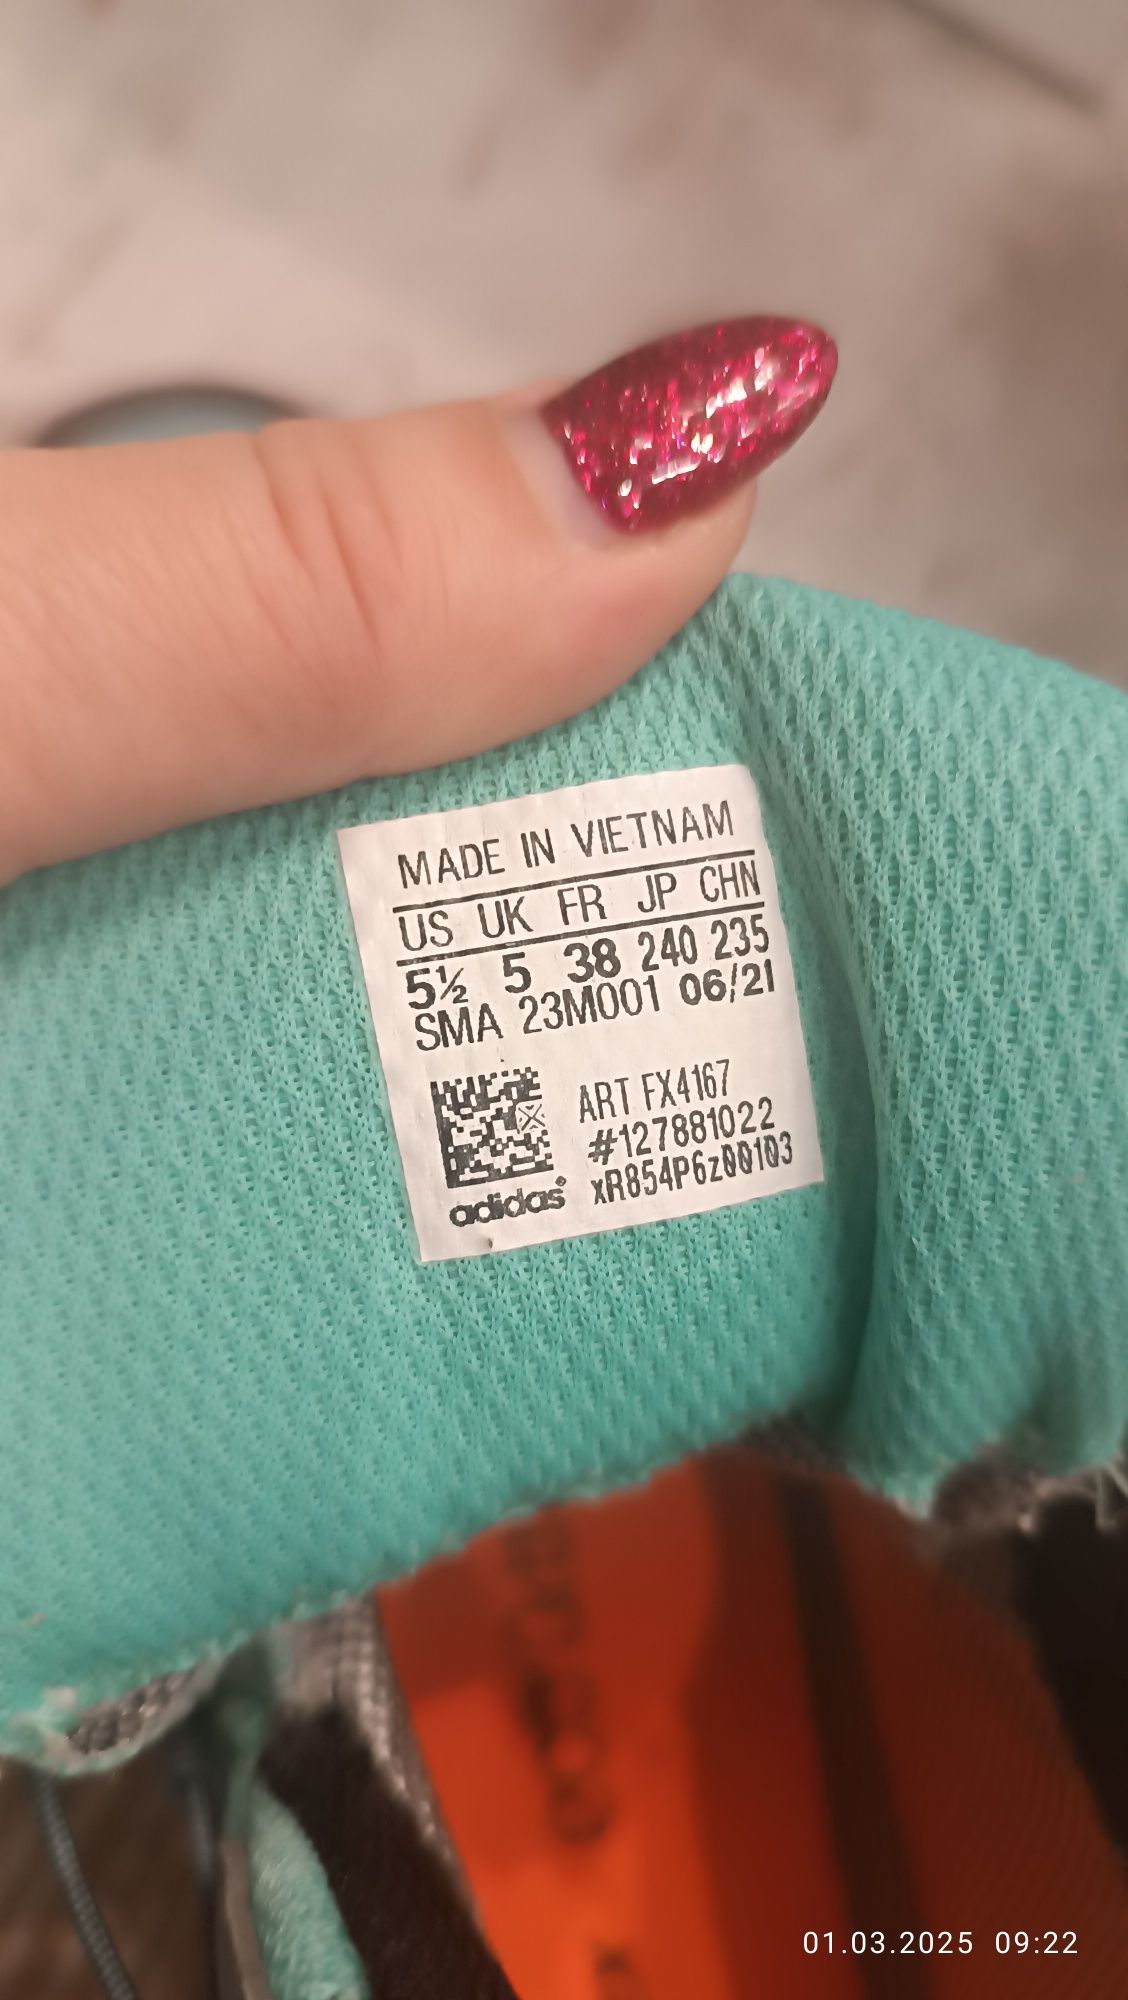 MADE IN VIETNAM
US UK FR JP CHN
5½ 5 38 240 235
SMA 23M001 06/21
ART FX4167
#127881022
xR854P6z00103
adidas®
01.03.2025 09:22